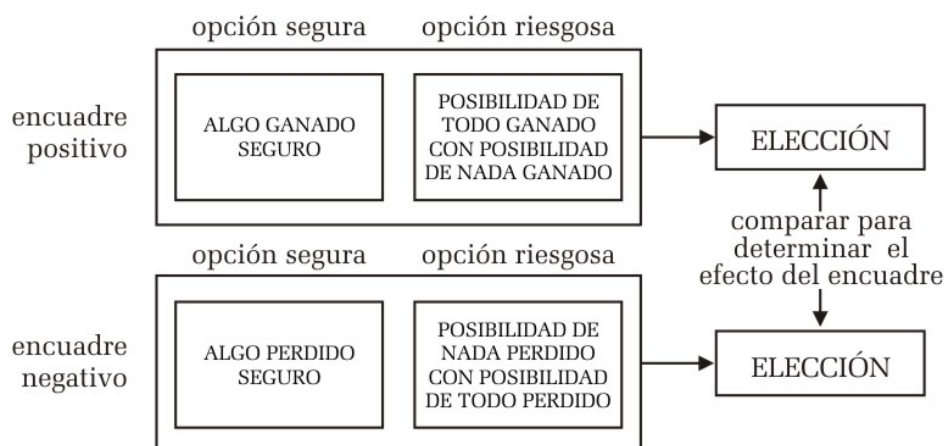 opción segura
opción riesgosa
encuadre
positivo
ALGO GANADO
SEGURO
POSIBILIDAD DE
TODO GANADO
CON POSIBILIDAD
DE NADA GANADO
ELECCIÓN
comparar para
determinar el
efecto del encuadre
opción segura
opción riesgosa
encuadre
negativo
ALGO PERDIDO
SEGURO
POSIBILIDAD DE
NADA PERDIDO
CON POSIBILIDAD
DE TODO PERDIDO
ELECCIÓN